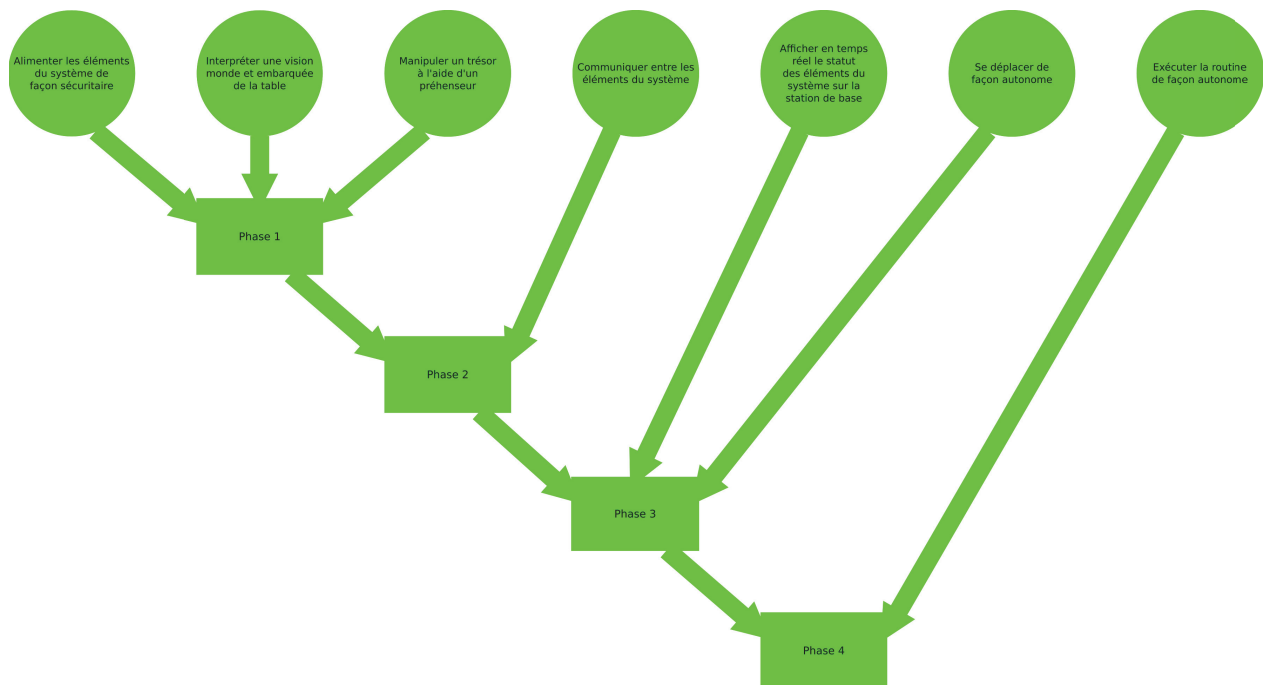 Alimenter les éléments
du système de
façon sécuritaire
Interpréter une vision
monde et embarquée
de la table
Manipuler un trésor
à l'aide d'un
préhenseur
Communiquer entre les
éléments du système
Afficher en temps
réel le statut
des éléments du
système sur la
station de base
Se déplacer de
façon autonome
Exécuter la routine
de façon autonome
Phase 1
Phase 2
Phase 3
Phase 4